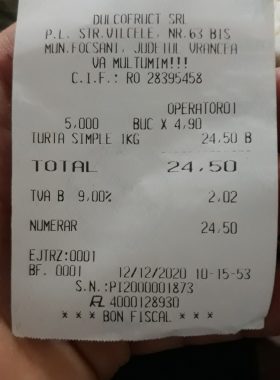 DULCOFRUCT SRL
P.L. STR.VILCELE, NR.63 BIS
MUN.FOCSANI, JUDETUL VRANCEA
VA MULTUMIM!!!
C.I.F.: RO 28395458
OPERATOR01
5,000 BUC X 4,90
TURTA SIMPLE 1KG 24,50 B
TOTAL 24,50
TVA B 9,00% 2,02
NUMERAR 24,50
EJTRZ:0001
BF. 0001 12/12/2020 10-15-53
S.N.:PI2000001873
4000128930
* * * BON FISCAL * * *